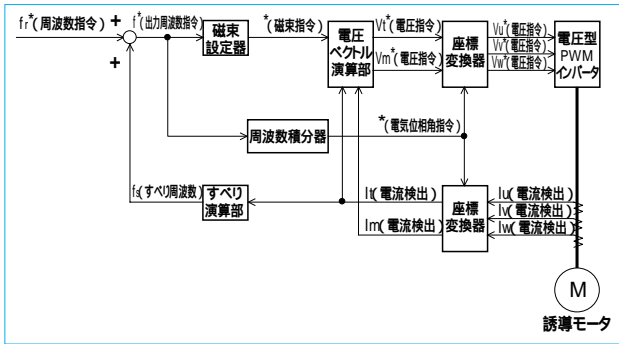 fr*(周波数指令)
+
+
f*(出力周波数指令)
磁束
設定器
*(磁束指令)
電圧
ベクトル
演算部
Vt*(電圧指令)
Vm*(電圧指令)
座標
変換器
Vu*(電圧指令)
Vv*(電圧指令)
Vw*(電圧指令)
電圧型
PWM
インバータ
周波数積分器
*(電気位相角指令)
fs(すべり周波数)
すべり
演算部
It(電流検出)
Im(電流検出)
座標
変換器
Iu(電流検出)
Iv(電流検出)
Iw(電流検出)
M
誘導モータ